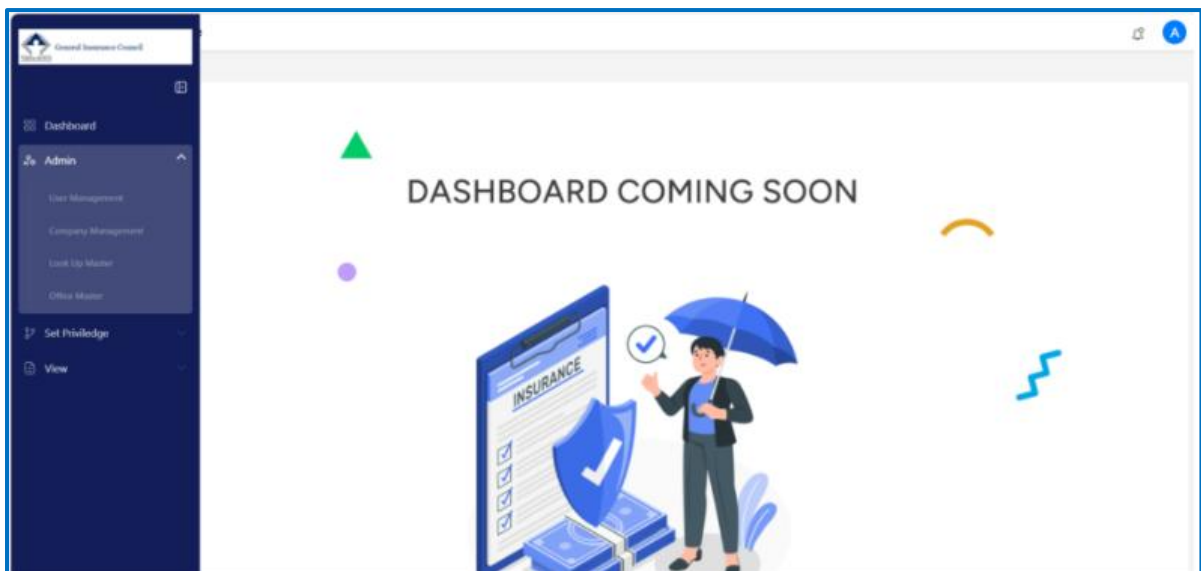 General Insurance Council
A
Dashboard
Admin
User Management
Company Management
Look Up Master
Office Master
Set Priviledge
View
DASHBOARD COMING SOON
INSURANCE